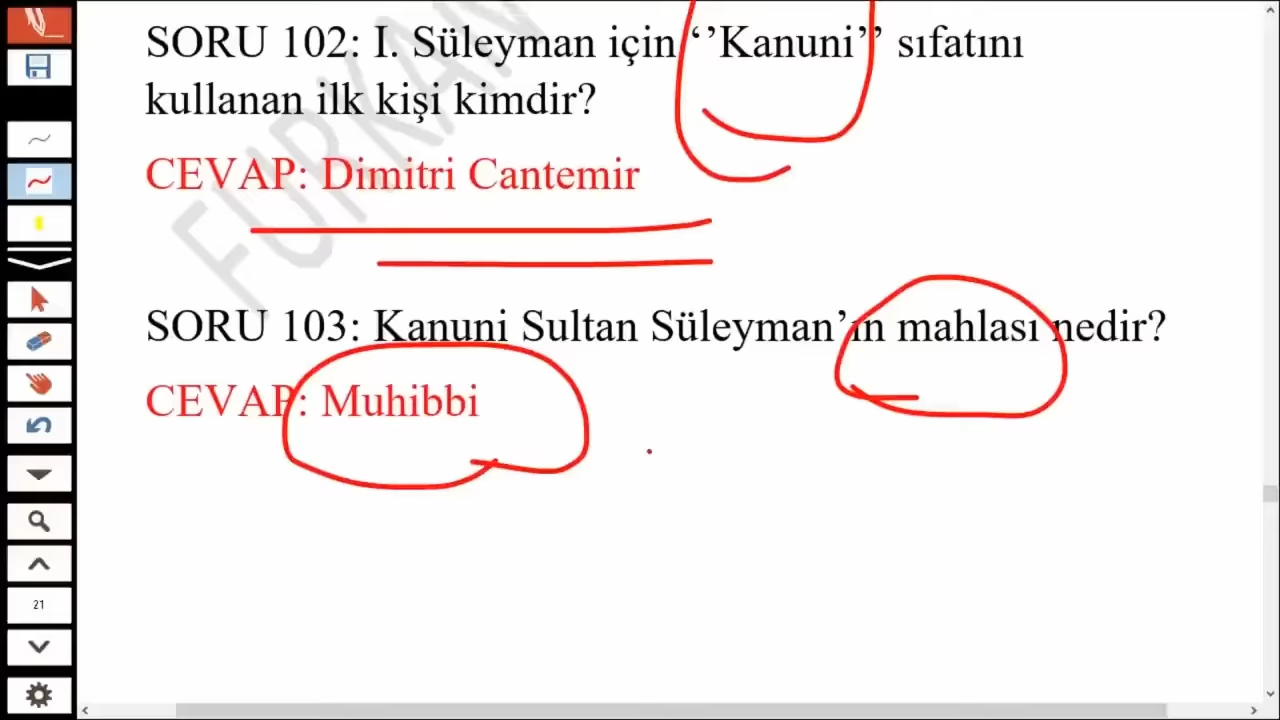 SORU 102: I. Süleyman için ‘’Kanuni’’ sıfatını
kullanan ilk kişi kimdir?
CEVAP: Dimitri Cantemir
SORU 103: Kanuni Sultan Süleyman’ın mahlası nedir?
CEVAP: Muhibbi
FURKAN
21